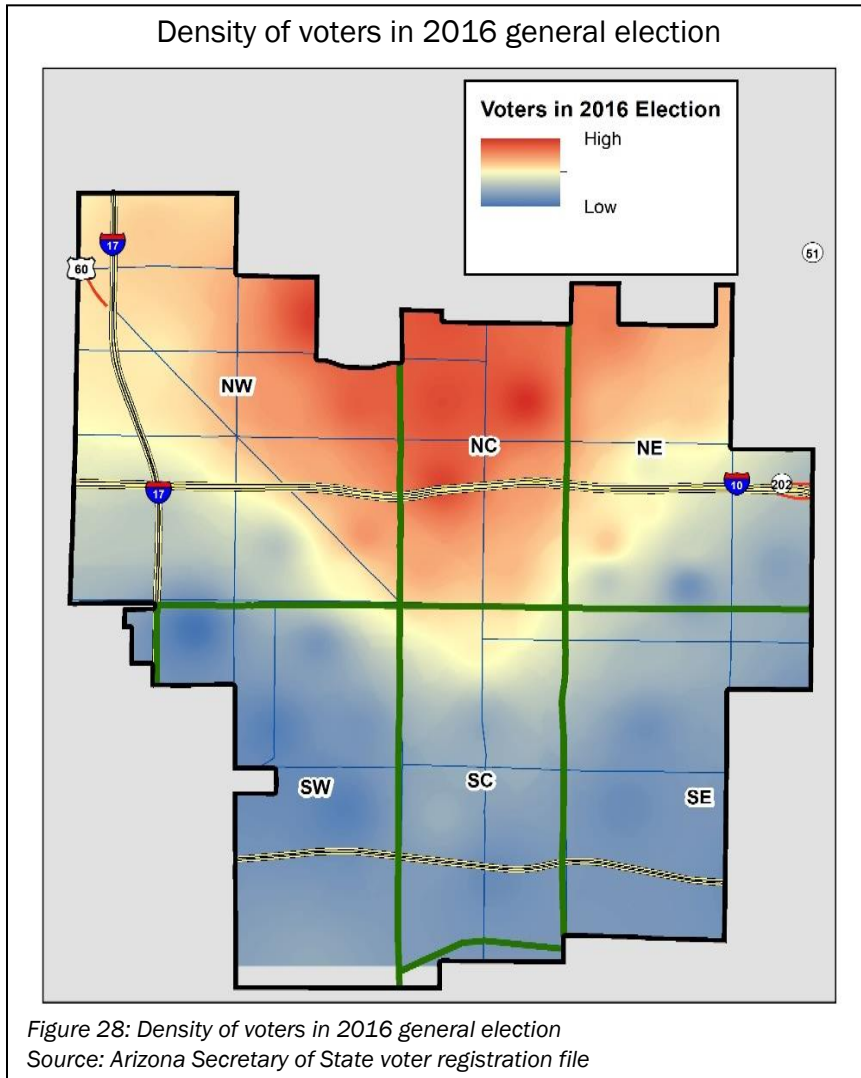 Density of voters in 2016 general election
Voters in 2016 Election
High
Low
51
17
60
NW
NC
NE
17
10
202
SW
SC
SE
Figure 28: Density of voters in 2016 general election
Source: Arizona Secretary of State voter registration file